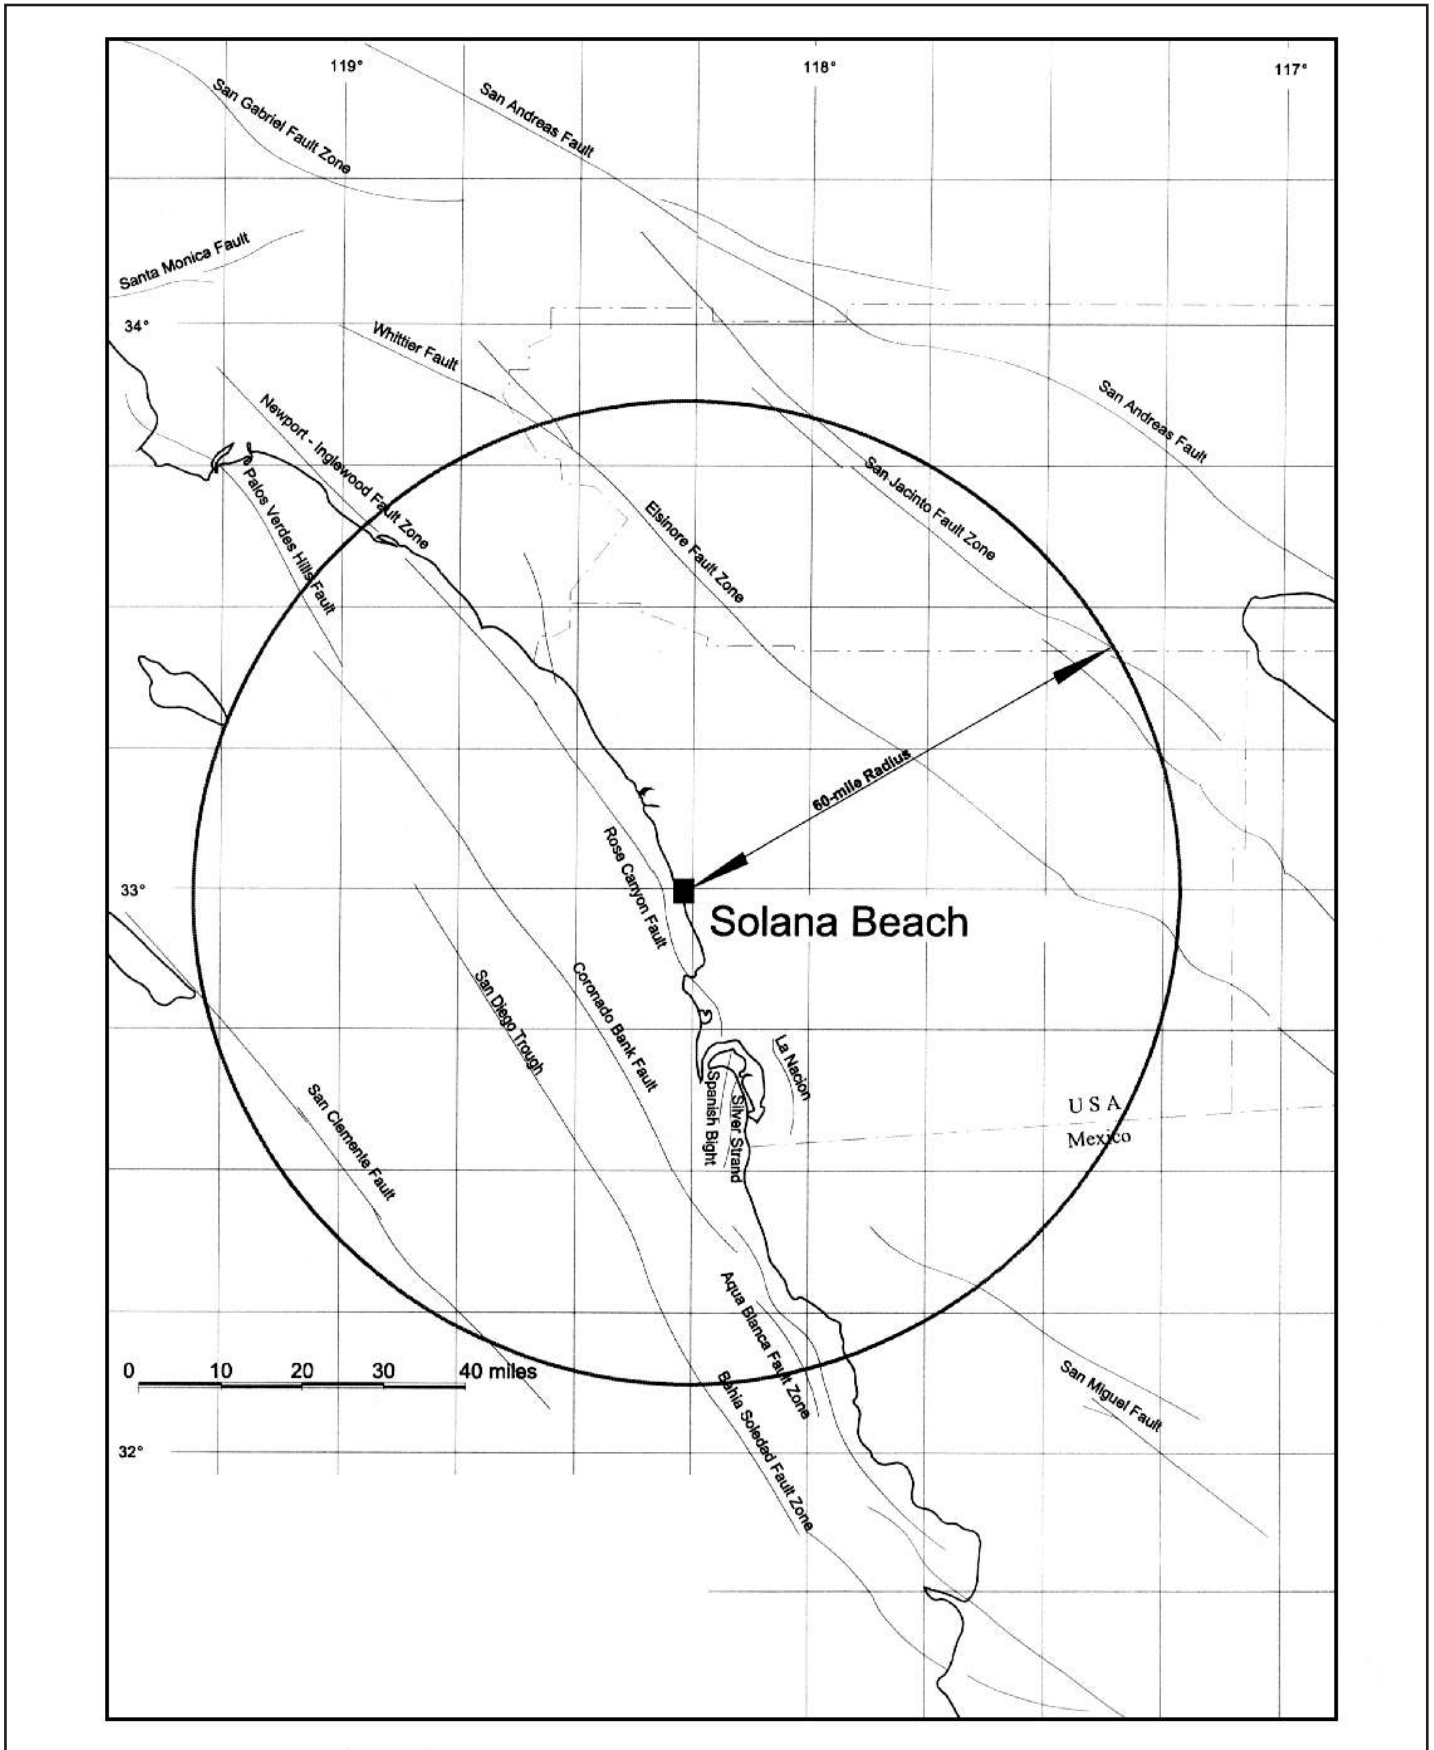 119°
118°
117°
San Gabriel Fault Zone
San Andreas Fault
Santa Monica Fault
34°
Whittier Fault
San Andreas Fault
Newport - Inglewood Fault Zone
San Jacinto Fault Zone
Palos Verdes Hills Fault
Elsinore Fault Zone
60-mile Radius
Rose Canyon Fault
33°
Solana Beach
San Diego Trough
Coronado Bank Fault
La Nacion
Spanish Bight
Silver Strand
San Clemente Fault
USA
Mexico
Aqua Blanca Fault Zone
0 10 20 30 40 miles
Bahia Soledad Fault Zone
San Miguel Fault
32°